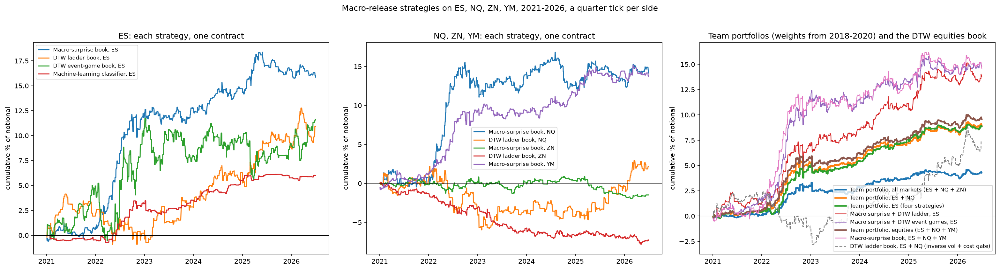 Macro-release strategies on ES, NQ, ZN, YM, 2021-2026, a quarter tick per side
ES: each strategy, one contract
cumulative % of notional
17.5
15.0
12.5
10.0
7.5
5.0
2.5
0.0
Macro-surprise book, ES
DTW ladder book, ES
DTW event-game book, ES
Machine-learning classifier, ES
2021
2022
2023
2024
2025
2026
NQ, ZN, YM: each strategy, one contract
cumulative % of notional
15
10
5
0
−5
Macro-surprise book, NQ
DTW ladder book, NQ
Macro-surprise book, ZN
DTW ladder book, ZN
Macro-surprise book, YM
2021
2022
2023
2024
2025
2026
Team portfolios (weights from 2018-2020) and the DTW equities book
cumulative % of notional
15.0
12.5
10.0
7.5
5.0
2.5
0.0
−2.5
Team portfolio, all markets (ES + NQ + ZN)
Team portfolio, ES + NQ
Team portfolio, ES (four strategies)
Macro surprise + DTW ladder, ES
Macro surprise + DTW event games, ES
Team portfolio, equities (ES + NQ + YM)
Macro-surprise book, ES + NQ + YM
DTW ladder book, ES + NQ (inverse vol + cost gate)
2021
2022
2023
2024
2025
2026